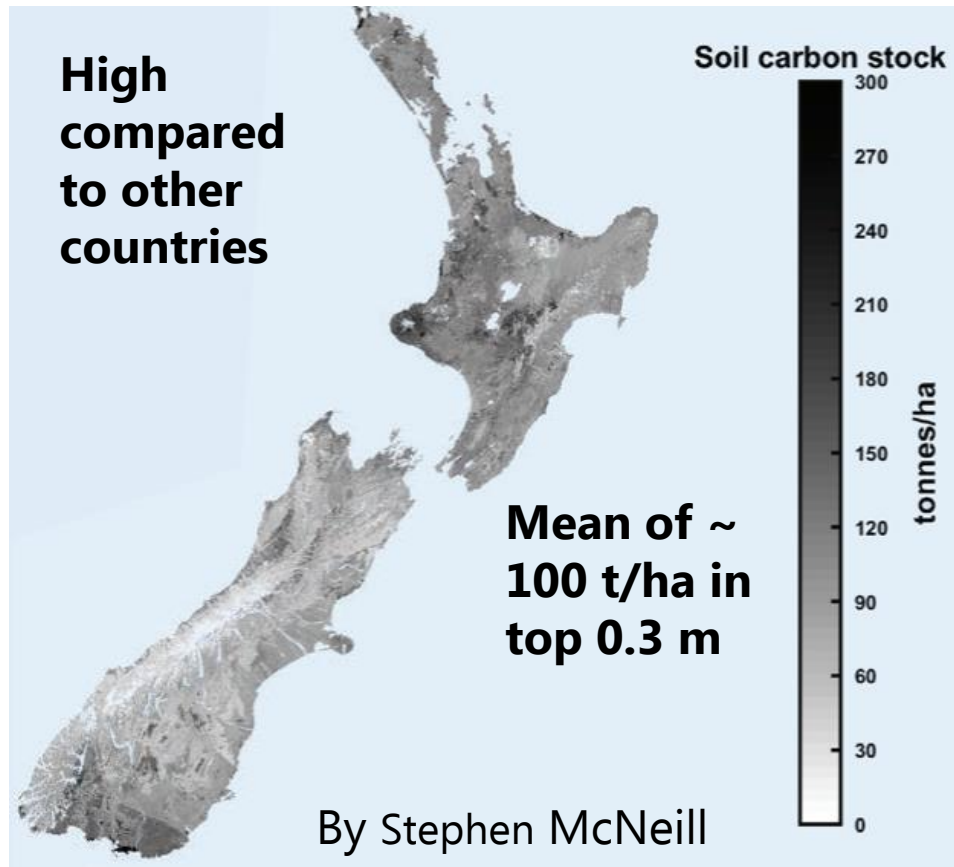 High
compared
to other
countries
Soil carbon stock
300
270
240
210
180
150
120
90
60
30
0
tonnes/ha
Mean of ~
100 t/ha in
top 0.3 m
By Stephen McNeill